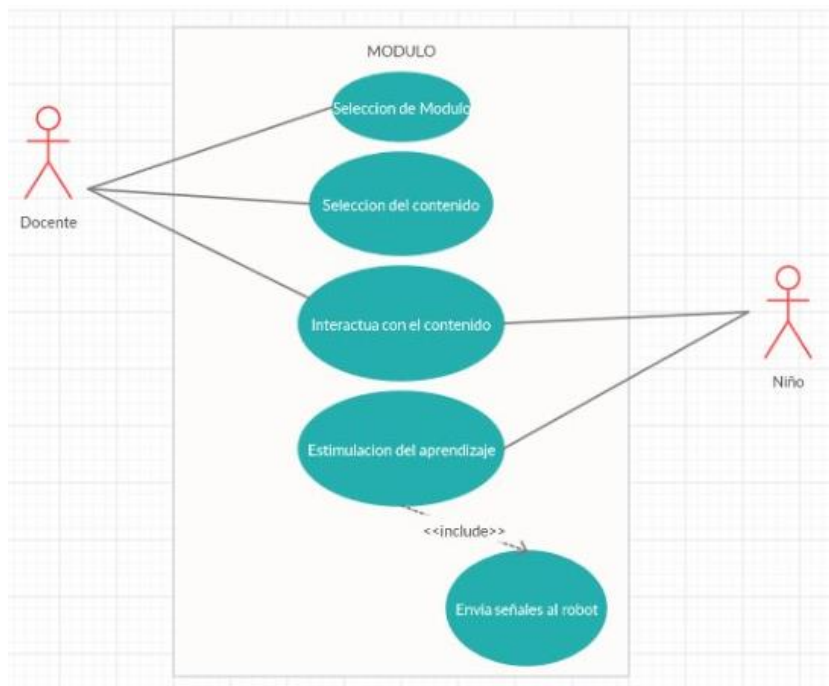 MODULO
Seleccion de Modulo
Docente
Seleccion del contenido
Interactua con el contenido
Niño
Estimulacion del aprendizaje
<<include>>
Envia señales al robot